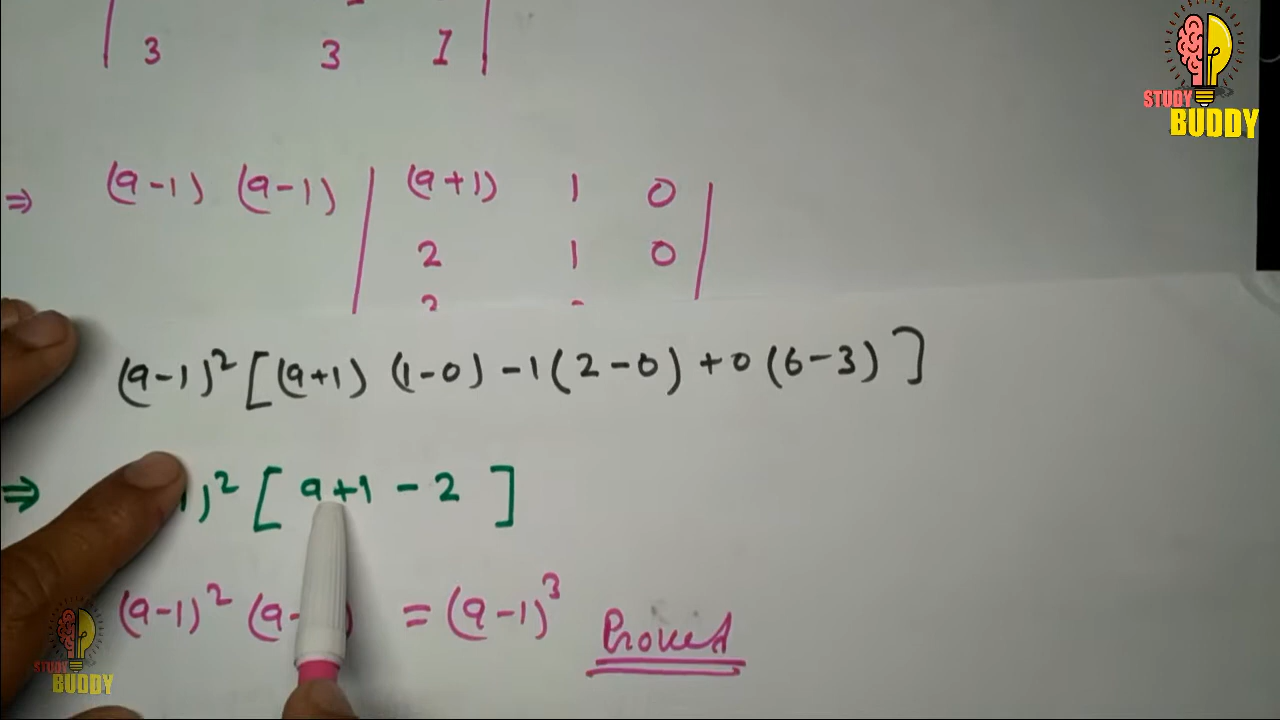 | 3 3 1 |
STUDY BUDDY
⇒ (a-1) (a-1) | (a+1) 1 0 |
2 1 0
(a-1)² [(a+1) (1-0) -1(2-0) +0(6-3)]
⇒ 1)² [ a+1 - 2 ]
(a-1)² (a- ) = (a-1)³ Proved
STUDY BUDDY